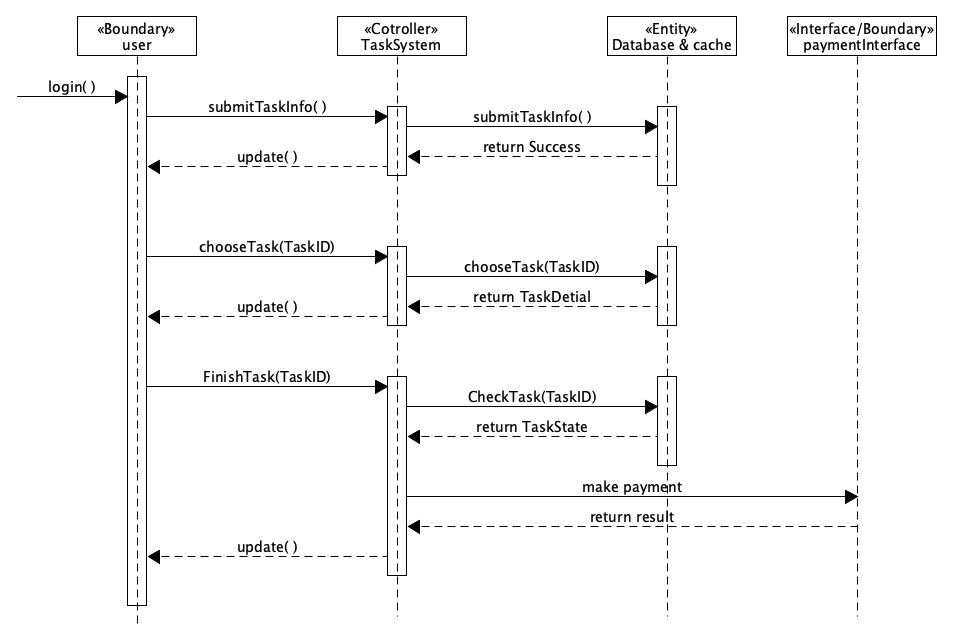 «Boundary»
user
«Cotroller»
TaskSystem
«Entity»
Database & cache
«Interface/Boundary»
paymentInterface
login( )
submitTaskInfo( )
submitTaskInfo( )
return Success
update( )
chooseTask(TaskID)
chooseTask(TaskID)
return TaskDetial
update( )
FinishTask(TaskID)
CheckTask(TaskID)
return TaskState
make payment
return result
update( )